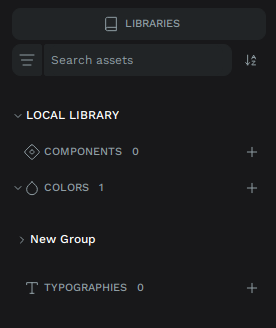 LIBRARIES
Search assets
LOCAL LIBRARY
COMPONENTS 0
COLORS 1
New Group
TYPOGRAPHIES 0